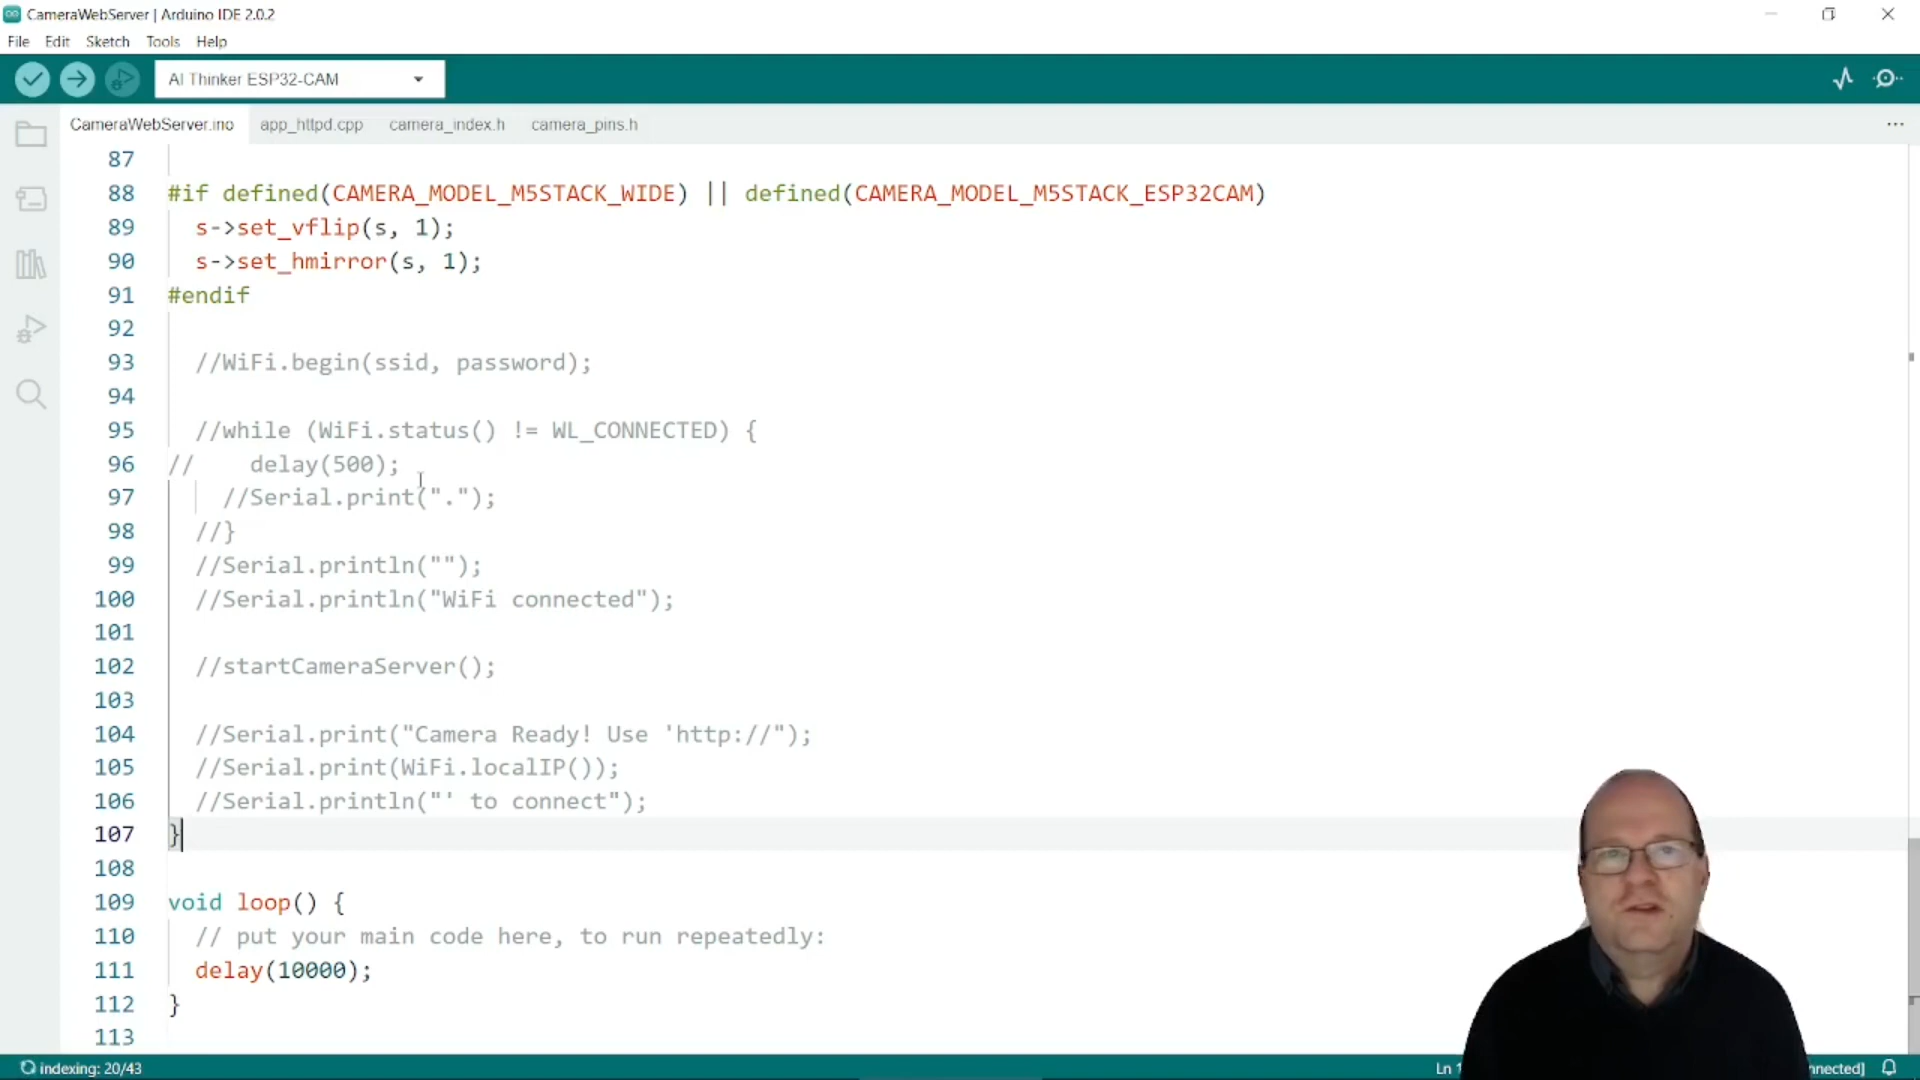 CameraWebServer | Arduino IDE 2.0.2
File Edit Sketch Tools Help
AI Thinker ESP32-CAM
CameraWebServer.ino app_httpd.cpp camera_index.h camera_pins.h
87
88 #if defined(CAMERA_MODEL_M5STACK_WIDE) || defined(CAMERA_MODEL_M5STACK_ESP32CAM)
89 s->set_vflip(s, 1);
90 s->set_hmirror(s, 1);
91 #endif
92
93 //WiFi.begin(ssid, password);
94
95 //while (WiFi.status() != WL_CONNECTED) {
96 // delay(500);
97 //Serial.print(".");
98 //}
99 //Serial.println("");
100 //Serial.println("WiFi connected");
101
102 //startCameraServer();
103
104 //Serial.print("Camera Ready! Use 'http://");
105 //Serial.print(WiFi.localIP());
106 //Serial.println("' to connect");
107 }
108
109 void loop() {
110 // put your main code here, to run repeatedly:
111 delay(10000);
112 }
113
indexing: 20/43 Ln